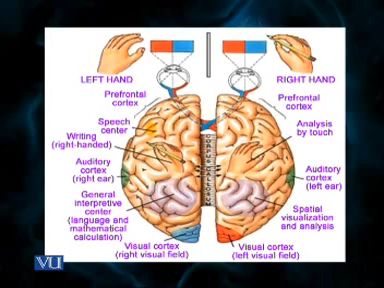 LEFT HAND
RIGHT HAND
Prefrontal
cortex
Prefrontal
cortex
Speech
center
Analysis
by touch
Writing
(right-handed)
Auditory
cortex
(right ear)
Auditory
cortex
(left ear)
General
interpretive
center
(language and
mathematical
calculation)
Spatial
visualization
and analysis
Visual cortex
(right visual field)
Visual cortex
(left visual field)
VU